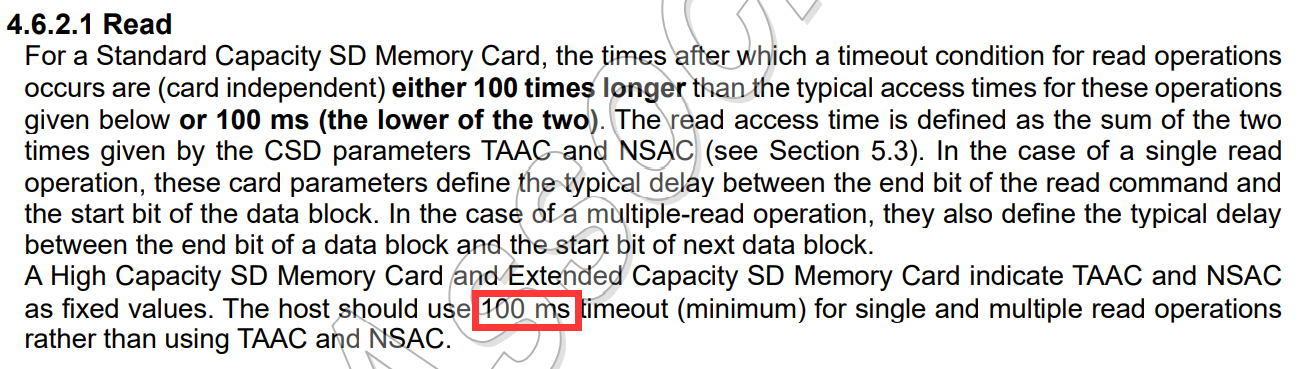 4.6.2.1 Read
For a Standard Capacity SD Memory Card, the times after which a timeout condition for read operations
occurs are (card independent) either 100 times longer than the typical access times for these operations
given below or 100 ms (the lower of the two). The read access time is defined as the sum of the two
times given by the CSD parameters TAAC and NSAC (see Section 5.3). In the case of a single read
operation, these card parameters define the typical delay between the end bit of the read command and
the start bit of the data block. In the case of a multiple-read operation, they also define the typical delay
between the end bit of a data block and the start bit of next data block.
A High Capacity SD Memory Card and Extended Capacity SD Memory Card indicate TAAC and NSAC
as fixed values. The host should use 100 ms timeout (minimum) for single and multiple read operations
rather than using TAAC and NSAC.